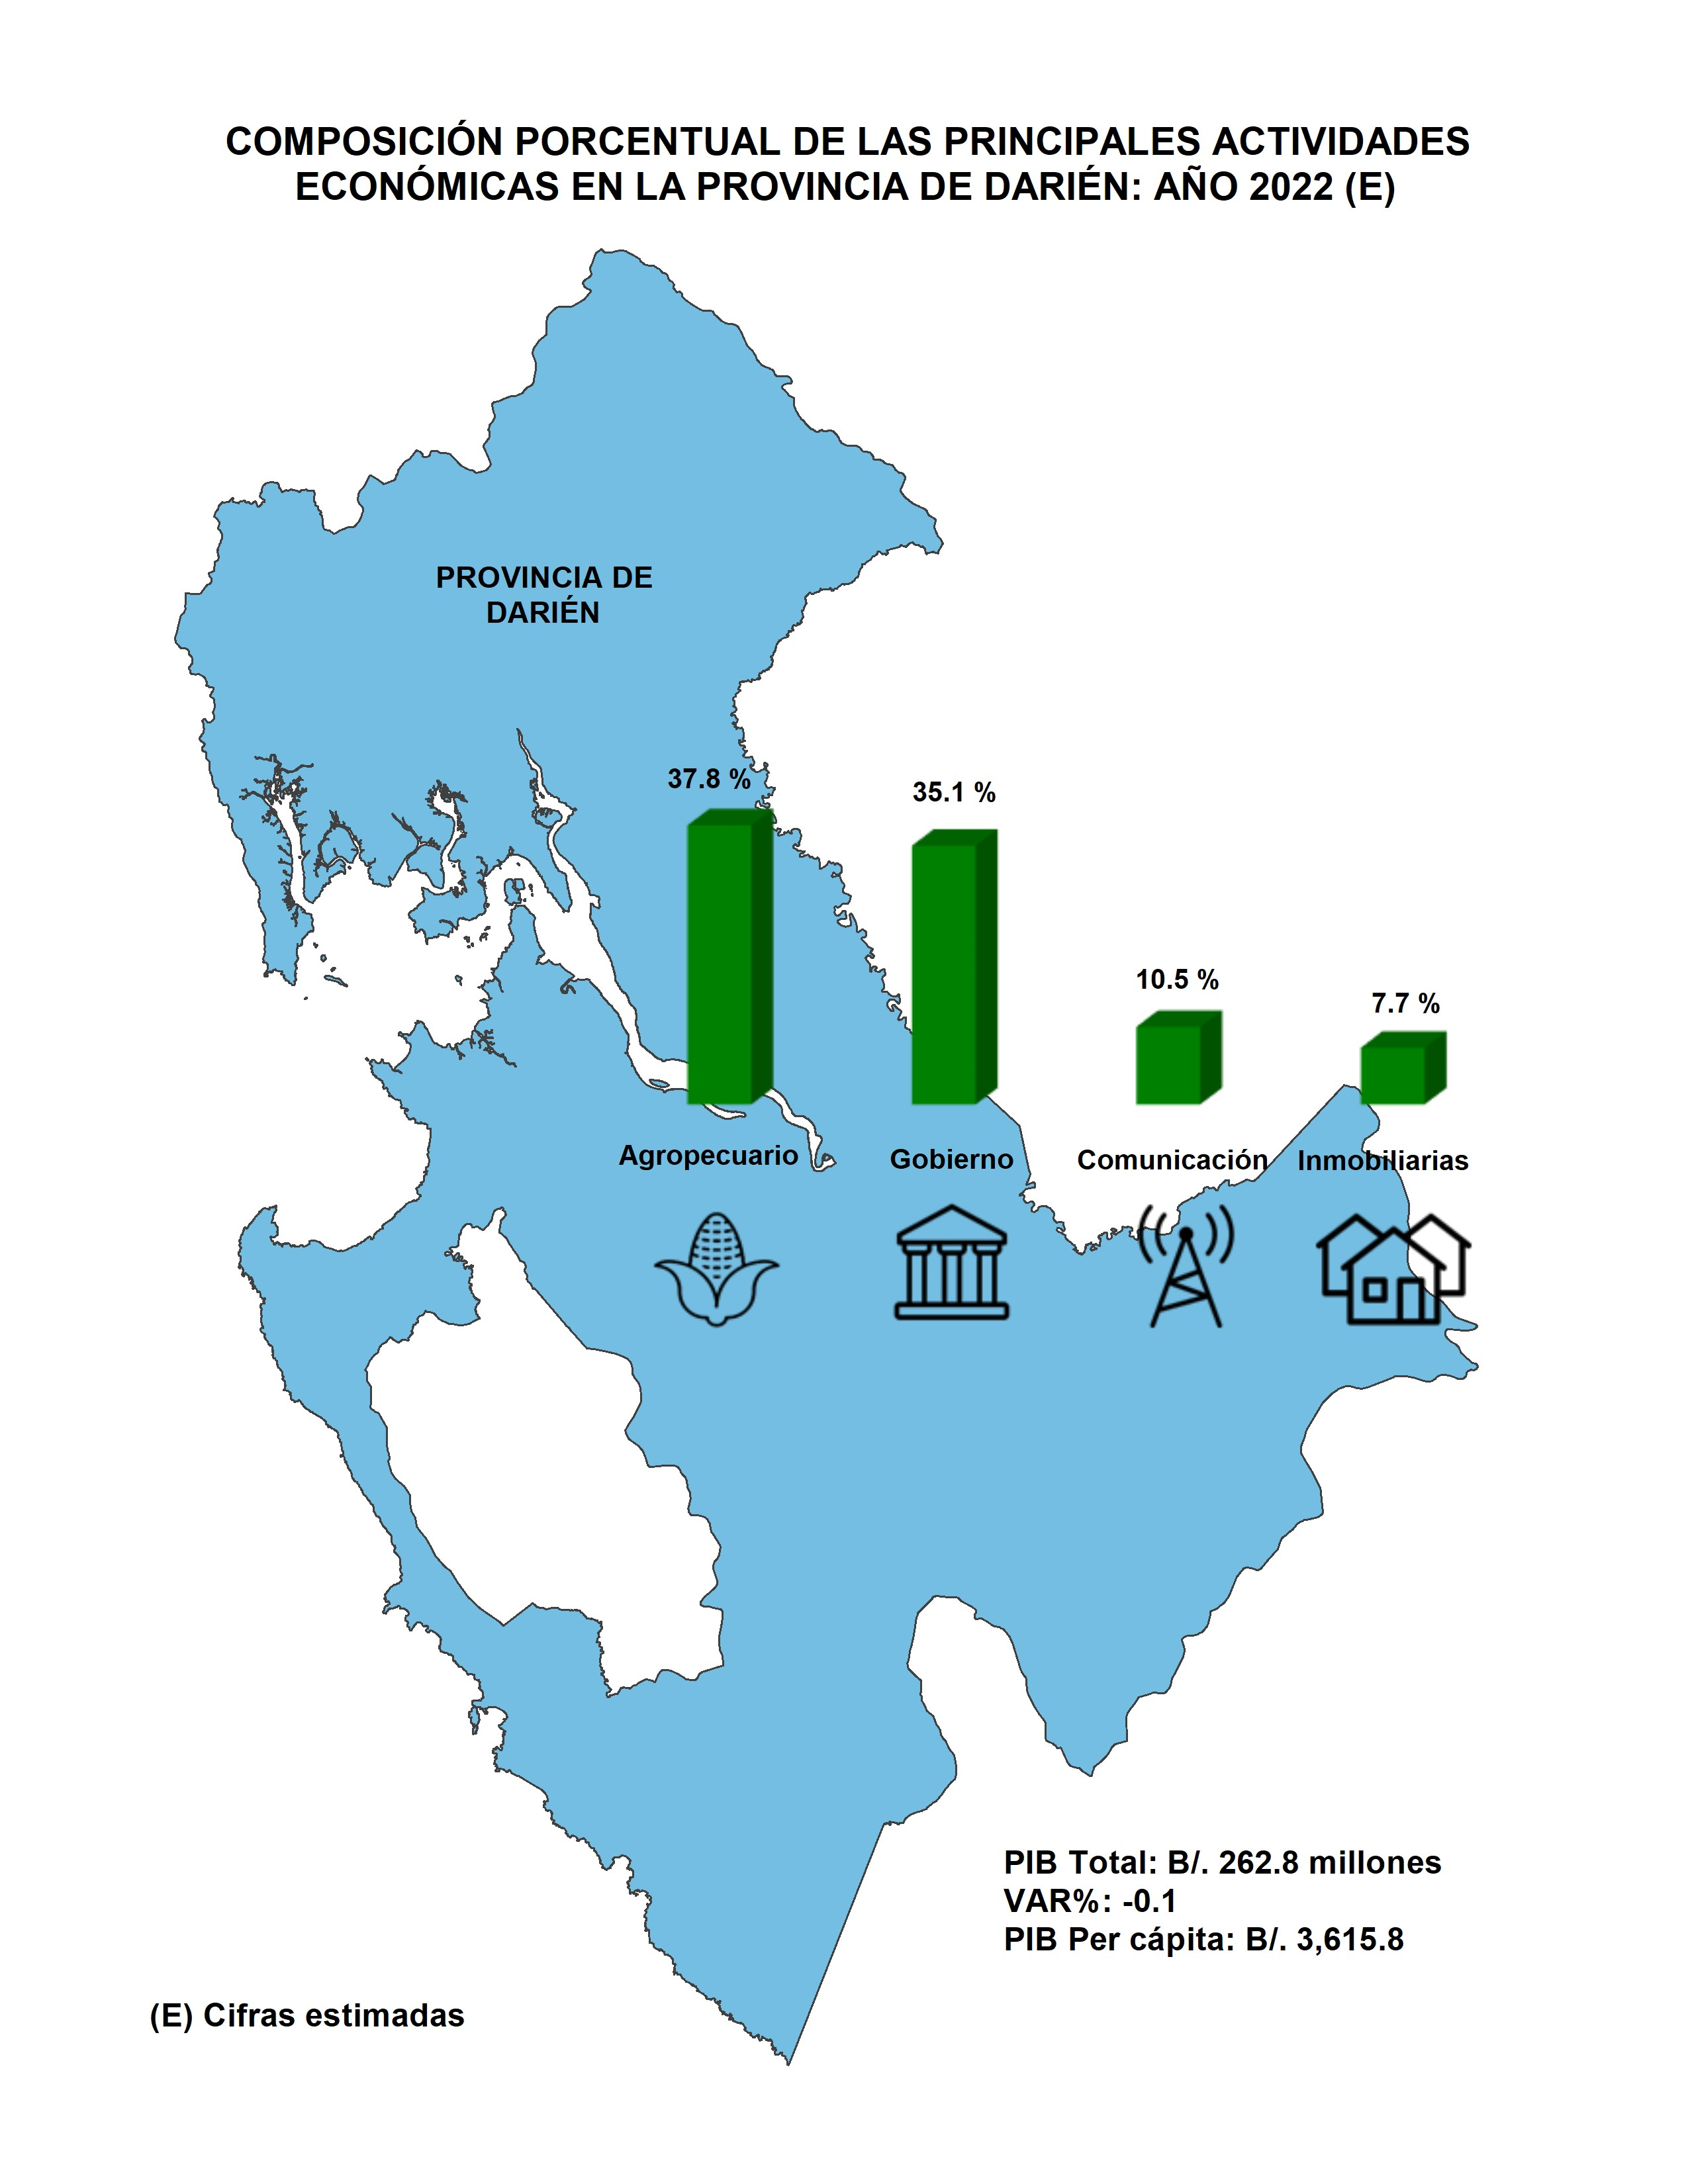 COMPOSICIÓN PORCENTUAL DE LAS PRINCIPALES ACTIVIDADES
ECONÓMICAS EN LA PROVINCIA DE DARIÉN: AÑO 2022 (E)
PROVINCIA DE
DARIÉN
37.8 %
35.1 %
10.5 %
7.7 %
Agropecuario
Gobierno
Comunicación
Inmobiliarias
PIB Total: B/. 262.8 millones
VAR%: -0.1
PIB Per cápita: B/. 3,615.8
(E) Cifras estimadas